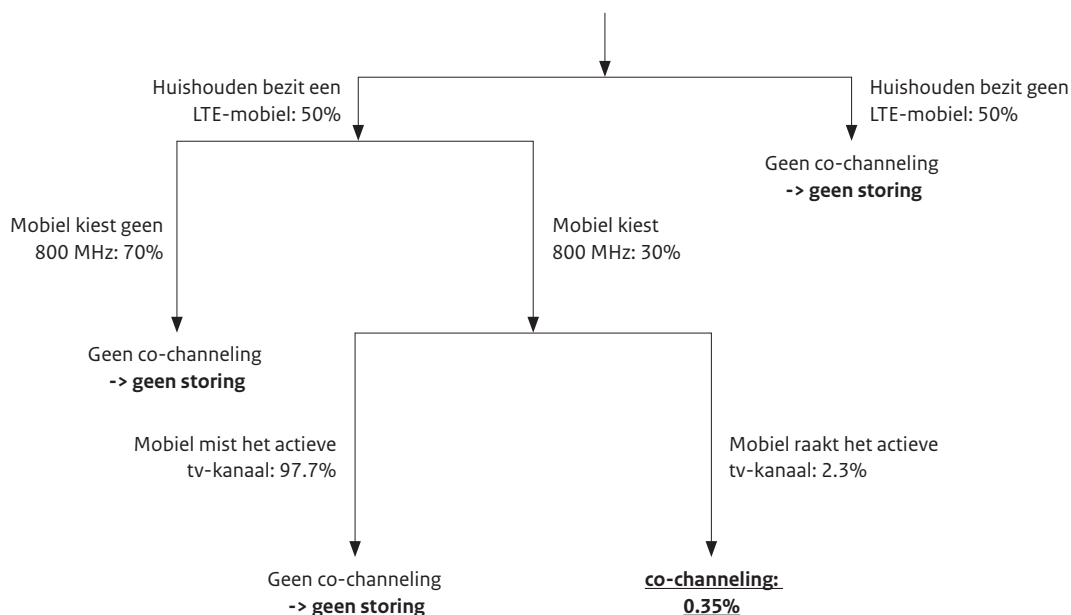 Huishouden bezit een
LTE-mobiel: 50%
Huishouden bezit geen
LTE-mobiel: 50%
Geen co-channeling
-> geen storing
Mobiel kiest geen
800 MHz: 70%
Mobiel kiest
800 MHz: 30%
Geen co-channeling
-> geen storing
Mobiel mist het actieve
tv-kanaal: 97.7%
Mobiel raakt het actieve
tv-kanaal: 2.3%
Geen co-channeling
-> geen storing
co-channeling:
0.35%